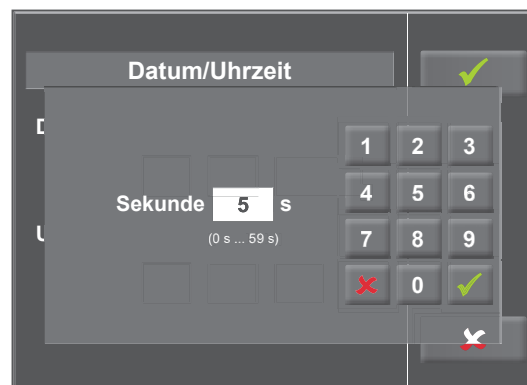 Datum/Uhrzeit
D
1 2 3
Sekunde 5 s
4 5 6
(0 s ... 59 s)
U
7 8 9
0